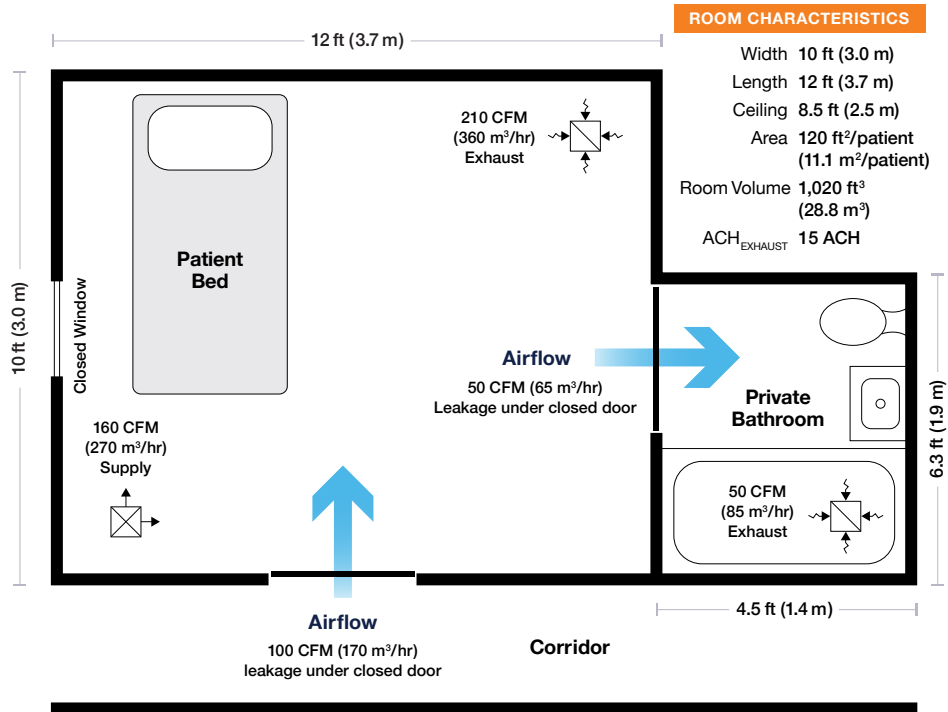 12 ft (3.7 m)
ROOM CHARACTERISTICS
Width 10 ft (3.0 m)
Length 12 ft (3.7 m)
Ceiling 8.5 ft (2.5 m)
Area 120 ft²/patient
(11.1 m²/patient)
Room Volume 1,020 ft³
(28.8 m³)
ACH EXHAUST 15 ACH
210 CFM
(360 m³/hr)
Exhaust
Patient
Bed
10 ft (3.0 m)
Closed Window
Airflow
50 CFM (65 m³/hr)
Leakage under closed door
Private
Bathroom
6.3 ft (1.9 m)
160 CFM
(270 m³/hr)
Supply
50 CFM
(85 m³/hr)
Exhaust
4.5 ft (1.4 m)
Airflow
100 CFM (170 m³/hr)
leakage under closed door
Corridor